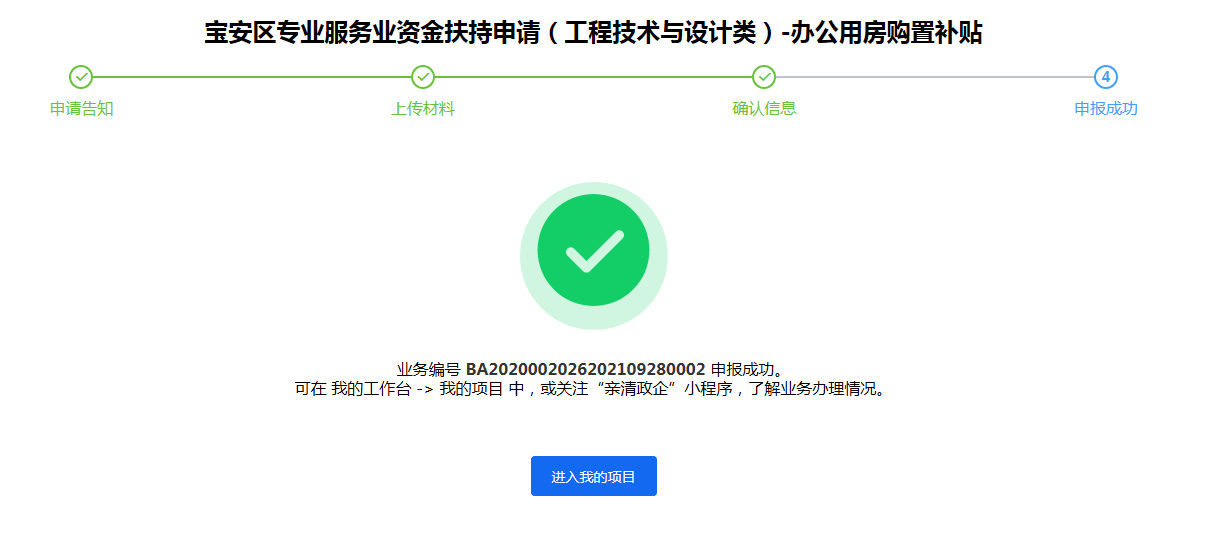 宝安区专业服务业资金扶持申请（工程技术与设计类）-办公用房购置补贴
4
申请告知
上传材料
确认信息
申报成功
业务编号 BA2020002026202109280002 申报成功。
可在 我的工作台 -> 我的项目 中，或关注“亲清政企”小程序，了解业务办理情况。
进入我的项目